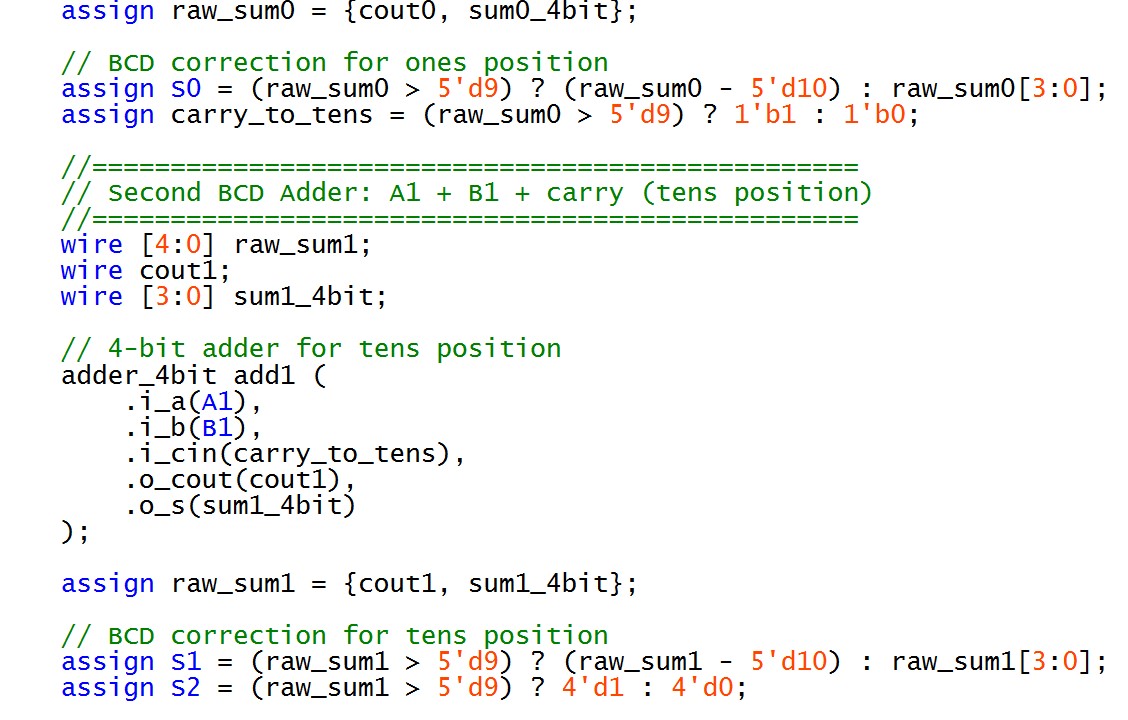 assign raw_sum0 = {cout0, sum0_4bit};
// BCD correction for ones position
assign S0 = (raw_sum0 > 5'd9) ? (raw_sum0 - 5'd10) : raw_sum0[3:0];
assign carry_to_tens = (raw_sum0 > 5'd9) ? 1'b1 : 1'b0;
//=================================================
// Second BCD Adder: A1 + B1 + carry (tens position)
//=================================================
wire [4:0] raw_sum1;
wire cout1;
wire [3:0] sum1_4bit;
// 4-bit adder for tens position
adder_4bit add1 (
.i_a(A1),
.i_b(B1),
.i_cin(carry_to_tens),
.o_cout(cout1),
.o_s(sum1_4bit)
);
assign raw_sum1 = {cout1, sum1_4bit};
// BCD correction for tens position
assign S1 = (raw_sum1 > 5'd9) ? (raw_sum1 - 5'd10) : raw_sum1[3:0];
assign S2 = (raw_sum1 > 5'd9) ? 4'd1 : 4'd0;